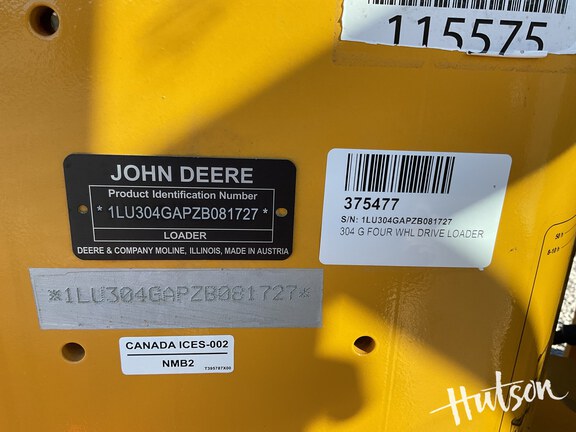 115575
JOHN DEERE
Product Identification Number
* 1LU304GAPZB081727 *
LOADER
DEERE & COMPANY MOLINE, ILLINOIS, MADE IN AUSTRIA
375477
S/N: 1LU304GAPZB081727
304 G FOUR WHL DRIVE LOADER
*1LU304GAPZB081727*
CANADA ICES-002
NMB2
Hutson